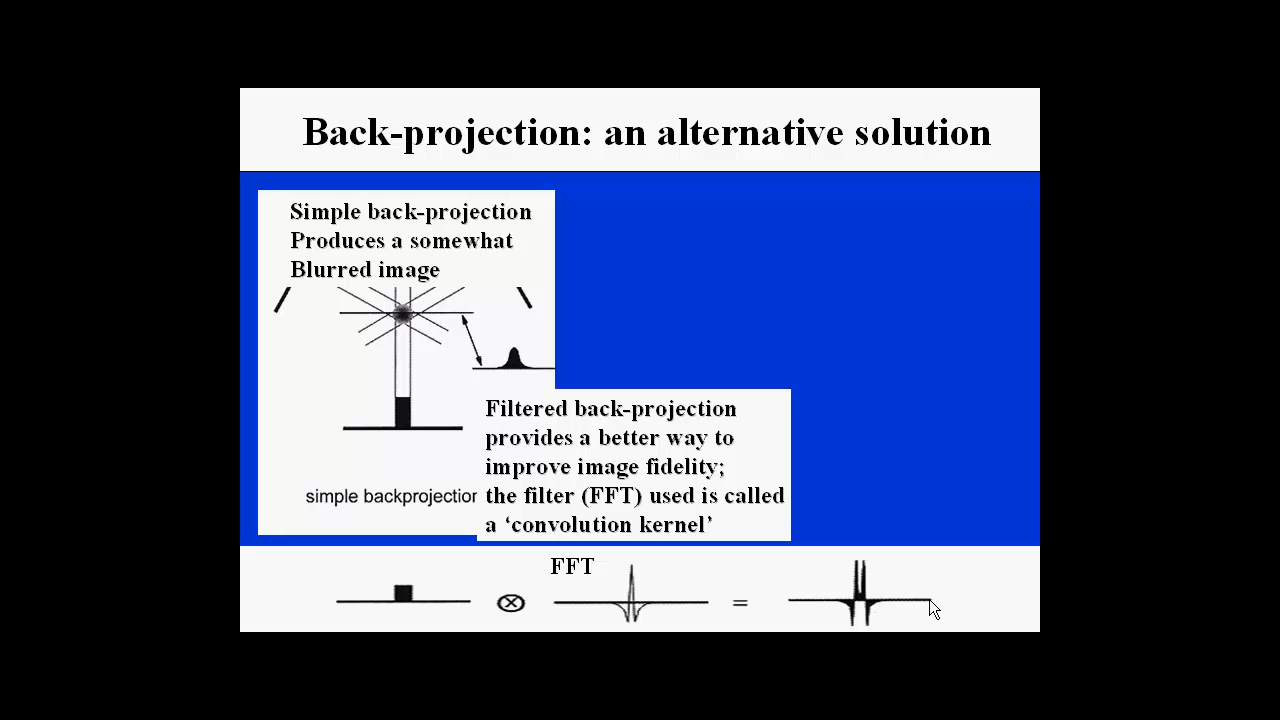 Back-projection: an alternative solution
Simple back-projection
Produces a somewhat
Blurred image
simple backprojection
Filtered back-projection
provides a better way to
improve image fidelity;
the filter (FFT) used is called
a ‘convolution kernel’
FFT
=